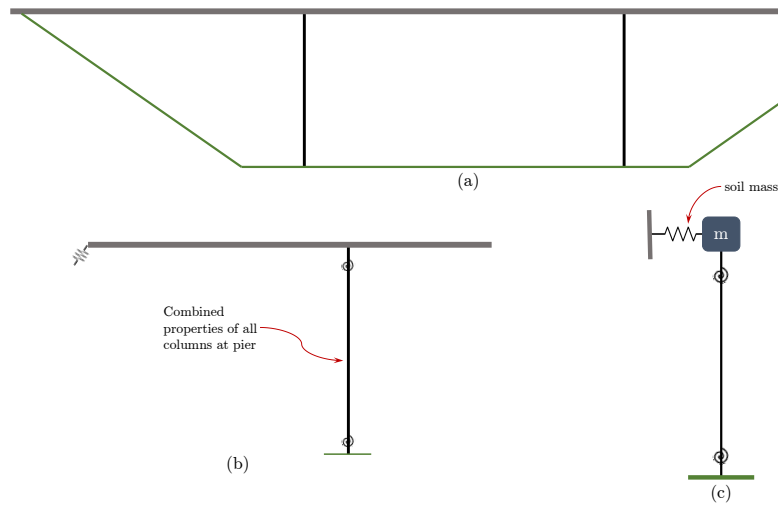 (a)
soil mass
m
Combined
properties of all
columns at pier
(b)
(c)